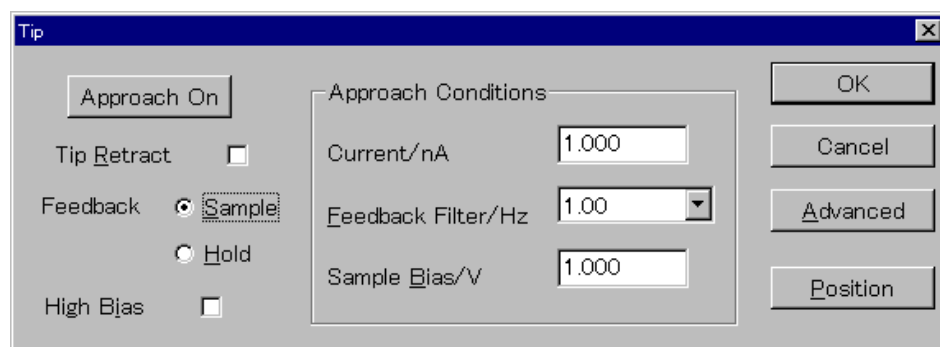 Tip
Approach On
Tip Retract
Feedback
Sample
Hold
High Bias
Approach Conditions
Current/nA
1.000
Feedback Filter/Hz
1.00
Sample Bias/V
1.000
OK
Cancel
Advanced
Position